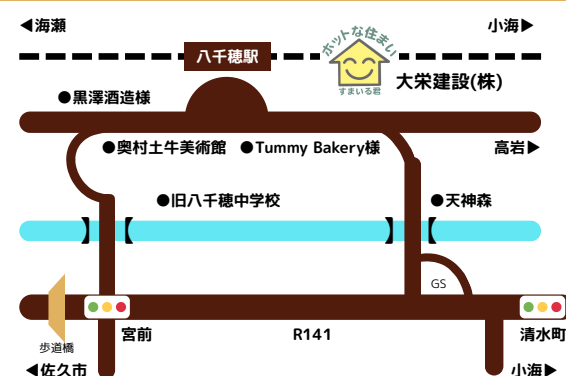 ◀海瀬
小海▶
八千穂駅
ホットな住まい
すまいる君
大栄建設(株)
●黒澤酒造様
●奥村土牛美術館
●Tummy Bakery様
高岩▶
●旧八千穂中学校
●天神森
GS
宮前
R141
清水町
歩道橋
◀佐久市
小海▶